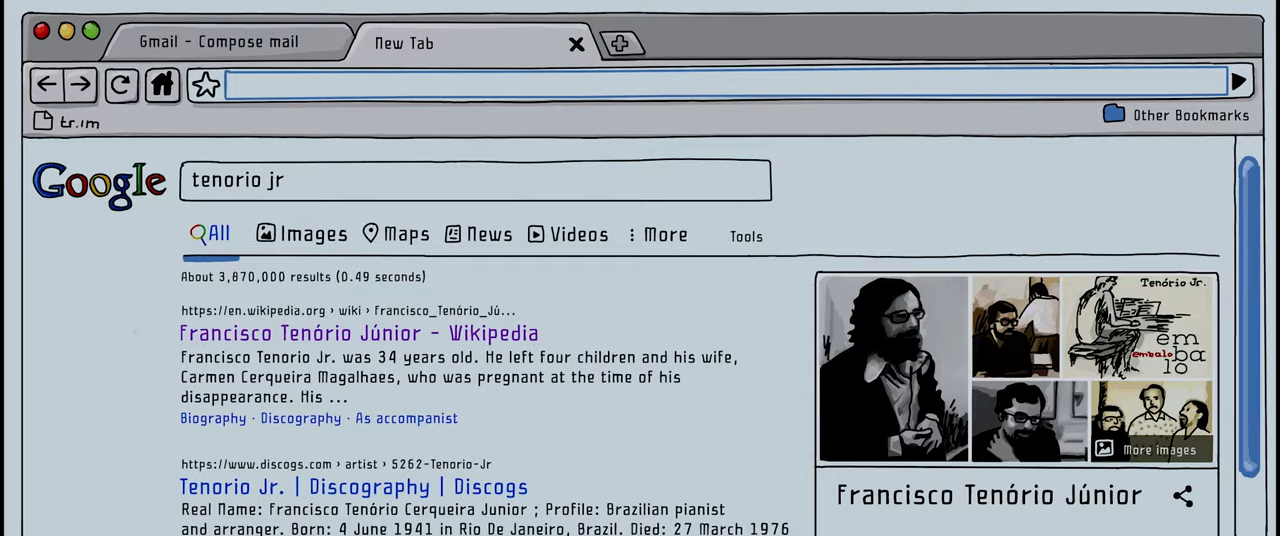 Gmail - Compose mail
New Tab
tr.im
Other Bookmarks
Google
tenorio jr
All Images Maps News Videos More Tools
About 3,870,000 results (0.49 seconds)
https://en.wikipedia.org › wiki › Francisco_Tenório_Jú...
Francisco Tenório Júnior - Wikipedia
Francisco Tenorio Jr. was 34 years old. He left four children and his wife,
Carmen Cerqueira Magalhaes, who was pregnant at the time of his
disappearance. His ...
Biography · Discography · As accompanist
https://www.discogs.com › artist › 5262-Tenorio-Jr
Tenorio Jr. | Discography | Discogs
Real Name: Francisco Tenório Cerqueira Junior ; Profile: Brazilian pianist
and arranger. Born: 4 June 1941 in Rio De Janeiro, Brazil. Died: 27 March 1976
Tenório Jr.
em
embalo ba
lo
More images
Francisco Tenório Júnior